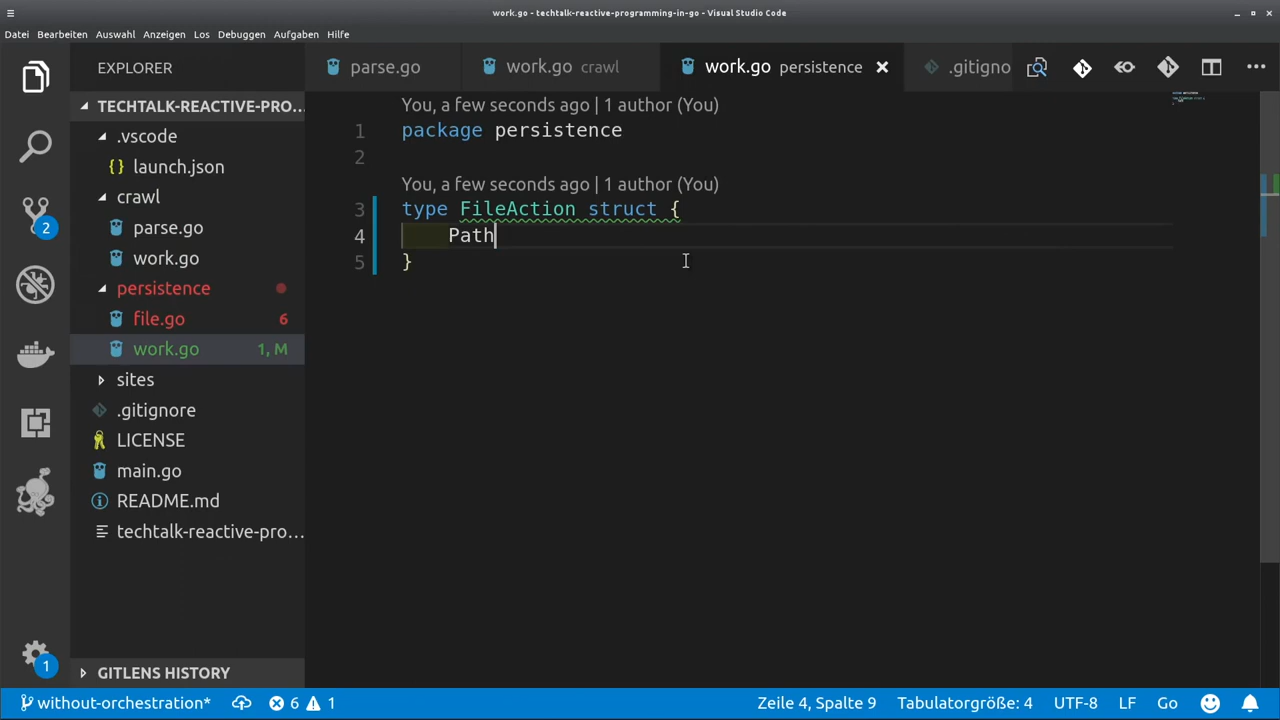 work.go - techtalk-reactive-programming-in-go - Visual Studio Code
Datei Bearbeiten Auswahl Anzeigen Los Debuggen Aufgaben Hilfe
EXPLORER
parse.go
work.go crawl
work.go persistence
.gitigno
TECHTALK-REACTIVE-PRO...
.vscode
{} launch.json
crawl
parse.go
work.go
persistence
file.go 6
work.go 1, M
sites
.gitignore
LICENSE
main.go
README.md
techtalk-reactive-pro...
GITLENS HISTORY
2
1
You, a few seconds ago | 1 author (You)
1 package persistence
2
You, a few seconds ago | 1 author (You)
3 type FileAction struct {
4 Path
5 }
without-orchestration* 6 1 Zeile 4, Spalte 9 Tabulatorgröße: 4 UTF-8 LF Go